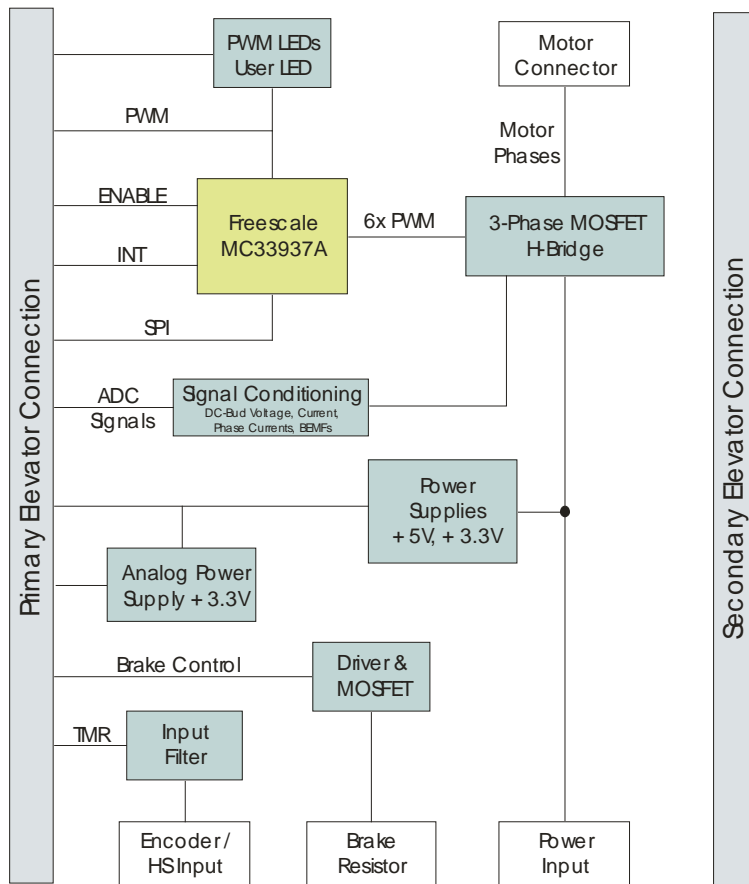 PWM LEDs
User LED
Motor
Connector
PWM
Motor
Phases
ENABLE
Freescale
MC33937A
6x PWM
3-Phase MOSFET
H-Bridge
INT
SPI
ADC
Signals
Signal Conditioning
DC-Bud Voltage, Current,
Phase Currents, BEMFs
Primary Elevator Connection
Secondary Elevator Connection
Power
Supplies
+5V, +3.3V
Analog Power
Supply +3.3V
Brake Control
Driver &
MOSFET
TMR
Input
Filter
Encoder /
HS Input
Brake
Resistor
Power
Input